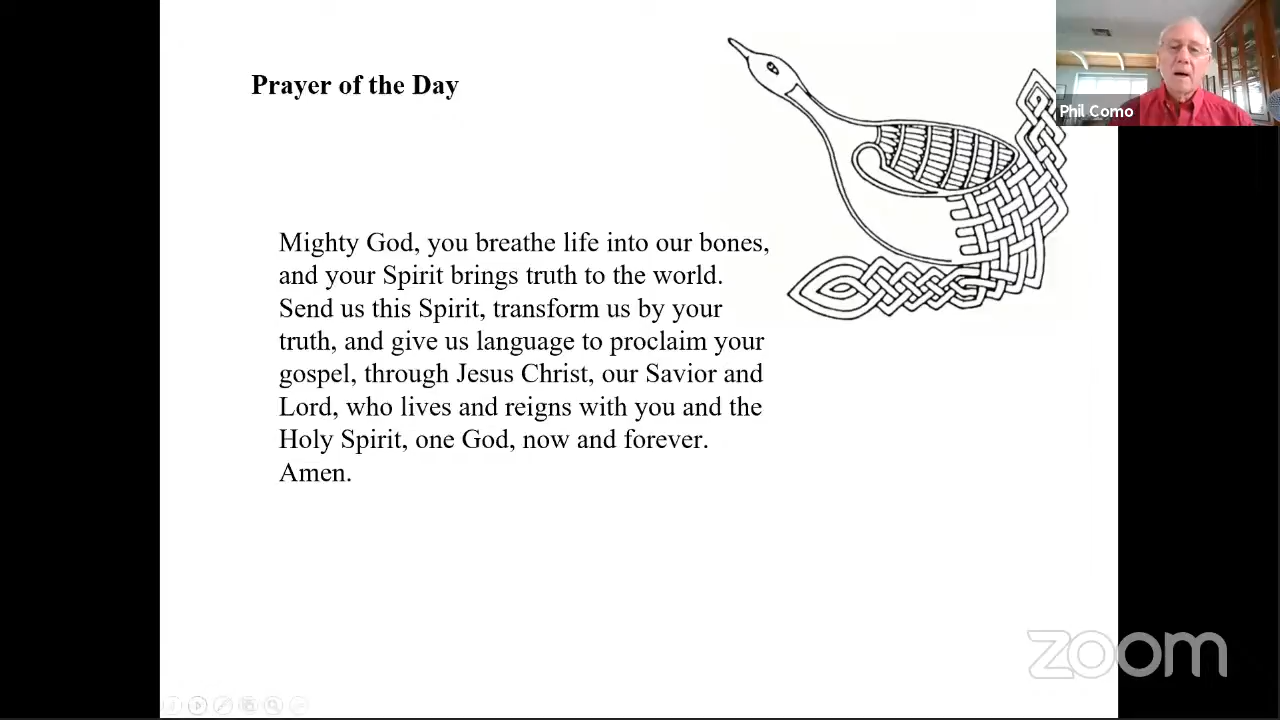 Prayer of the Day
Phil Como
Mighty God, you breathe life into our bones,
and your Spirit brings truth to the world.
Send us this Spirit, transform us by your
truth, and give us language to proclaim your
gospel, through Jesus Christ, our Savior and
Lord, who lives and reigns with you and the
Holy Spirit, one God, now and forever.
Amen.
zoom